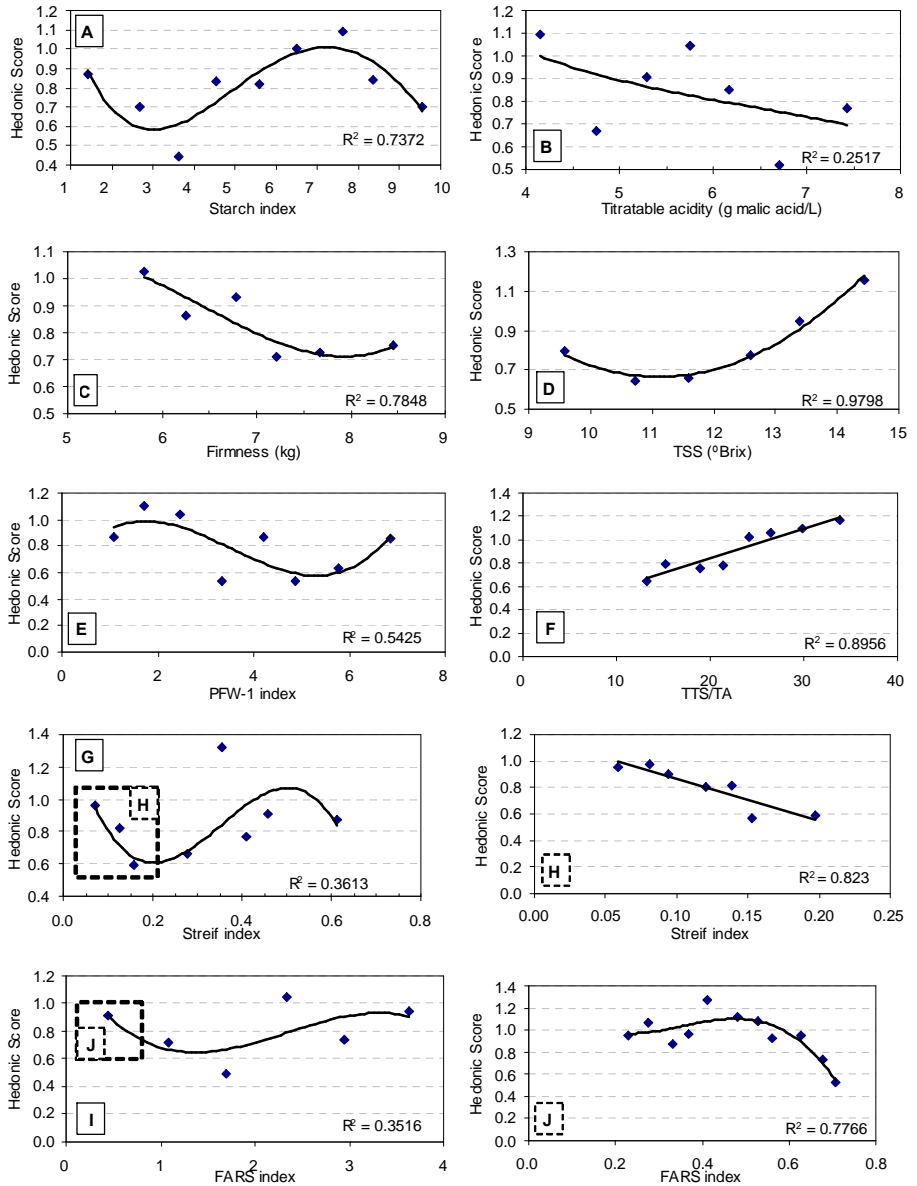 A
Hedonic Score
1.2
1.1
1.0
0.9
0.8
0.7
0.6
0.5
0.4
R² = 0.7372
1 2 3 4 5 6 7 8 9 10
Starch index
B
Hedonic Score
1.2
1.1
1.0
0.9
0.8
0.7
0.6
0.5
R² = 0.2517
4 5 6 7 8
Titratable acidity (g malic acid/L)
C
Hedonic Score
1.1
1.0
0.9
0.8
0.7
0.6
0.5
R² = 0.7848
5 6 7 8 9
Firmness (kg)
D
Hedonic Score
1.3
1.1
0.9
0.7
0.5
R² = 0.9798
9 10 11 12 13 14 15
TSS (ºBrix)
E
Hedonic Score
1.2
1.0
0.8
0.6
0.4
0.2
0.0
R² = 0.5425
0 2 4 6 8
PFW-1 index
F
Hedonic Score
1.4
1.2
1.0
0.8
0.6
0.4
0.2
0.0
R² = 0.8956
0 10 20 30 40
TTS/TA
G
H
Hedonic Score
1.4
1.2
1.0
0.8
0.6
0.4
R² = 0.3613
0.0 0.2 0.4 0.6 0.8
Streif index
H
Hedonic Score
1.2
1.0
0.8
0.6
0.4
0.2
0.0
R² = 0.823
0.00 0.05 0.10 0.15 0.20 0.25
Streif index
I
J
Hedonic Score
1.2
1.0
0.8
0.6
0.4
0.2
0.0
R² = 0.3516
0 1 2 3 4
FARS index
J
Hedonic Score
1.4
1.2
1.0
0.8
0.6
0.4
0.2
0.0
R² = 0.7766
0.0 0.2 0.4 0.6 0.8
FARS index